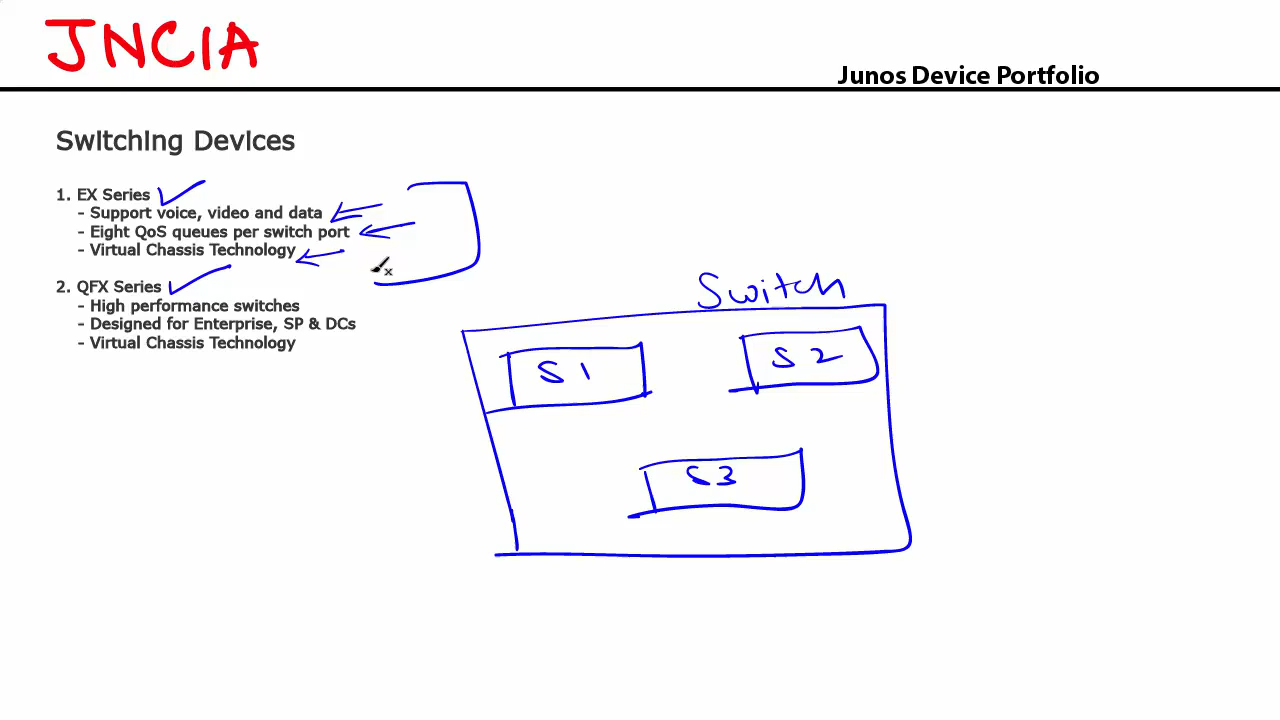 JNCIA
Junos Device Portfolio
Switching Devices
1. EX Series
- Support voice, video and data
- Eight QoS queues per switch port
- Virtual Chassis Technology
2. QFX Series
- High performance switches
- Designed for Enterprise, SP & DCs
- Virtual Chassis Technology
Switch
S1
S2
S3